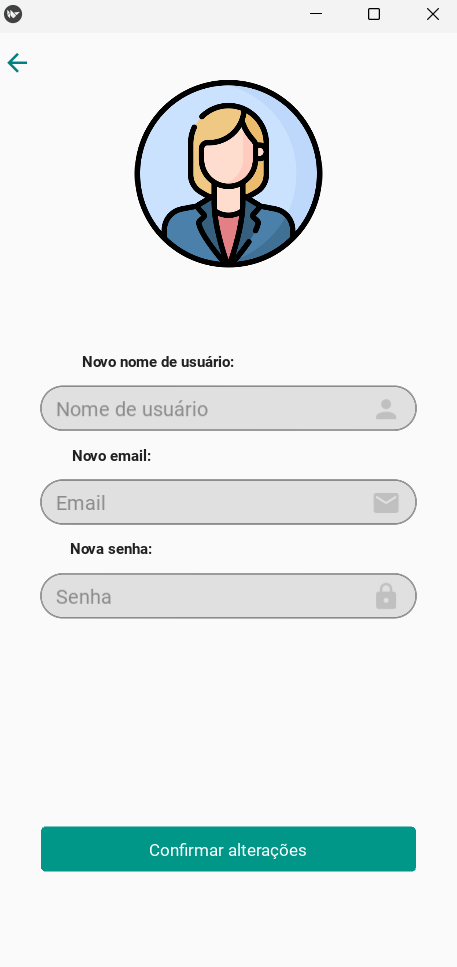 Novo nome de usuário:
Nome de usuário
Novo email:
Email
Nova senha:
Senha
Confirmar alterações